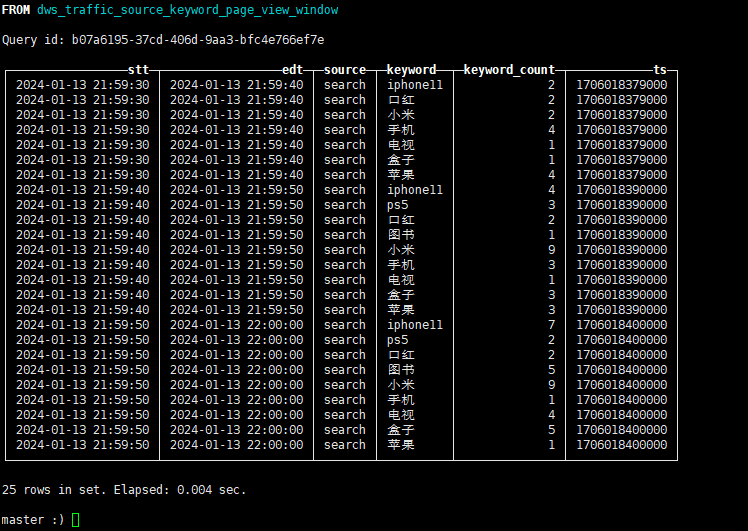 FROM dws_traffic_source_keyword_page_view_window
Query id: b07a6195-37cd-406d-9aa3-bfc4e766ef7e
stt edt source keyword keyword_count ts
2024-01-13 21:59:30 2024-01-13 21:59:40 search iphone11 2 1706018379000
2024-01-13 21:59:30 2024-01-13 21:59:40 search 口红 2 1706018379000
2024-01-13 21:59:30 2024-01-13 21:59:40 search 小米 2 1706018379000
2024-01-13 21:59:30 2024-01-13 21:59:40 search 手机 4 1706018379000
2024-01-13 21:59:30 2024-01-13 21:59:40 search 电视 1 1706018379000
2024-01-13 21:59:30 2024-01-13 21:59:40 search 盒子 1 1706018379000
2024-01-13 21:59:30 2024-01-13 21:59:40 search 苹果 4 1706018379000
2024-01-13 21:59:40 2024-01-13 21:59:50 search iphone11 4 1706018390000
2024-01-13 21:59:40 2024-01-13 21:59:50 search ps5 3 1706018390000
2024-01-13 21:59:40 2024-01-13 21:59:50 search 口红 2 1706018390000
2024-01-13 21:59:40 2024-01-13 21:59:50 search 图书 1 1706018390000
2024-01-13 21:59:40 2024-01-13 21:59:50 search 小米 9 1706018390000
2024-01-13 21:59:40 2024-01-13 21:59:50 search 手机 3 1706018390000
2024-01-13 21:59:40 2024-01-13 21:59:50 search 电视 1 1706018390000
2024-01-13 21:59:40 2024-01-13 21:59:50 search 盒子 3 1706018390000
2024-01-13 21:59:40 2024-01-13 21:59:50 search 苹果 3 1706018390000
2024-01-13 21:59:50 2024-01-13 22:00:00 search iphone11 7 1706018400000
2024-01-13 21:59:50 2024-01-13 22:00:00 search ps5 2 1706018400000
2024-01-13 21:59:50 2024-01-13 22:00:00 search 口红 2 1706018400000
2024-01-13 21:59:50 2024-01-13 22:00:00 search 图书 5 1706018400000
2024-01-13 21:59:50 2024-01-13 22:00:00 search 小米 9 1706018400000
2024-01-13 21:59:50 2024-01-13 22:00:00 search 手机 1 1706018400000
2024-01-13 21:59:50 2024-01-13 22:00:00 search 电视 4 1706018400000
2024-01-13 21:59:50 2024-01-13 22:00:00 search 盒子 5 1706018400000
2024-01-13 21:59:50 2024-01-13 22:00:00 search 苹果 1 1706018400000
25 rows in set. Elapsed: 0.004 sec.
master :)